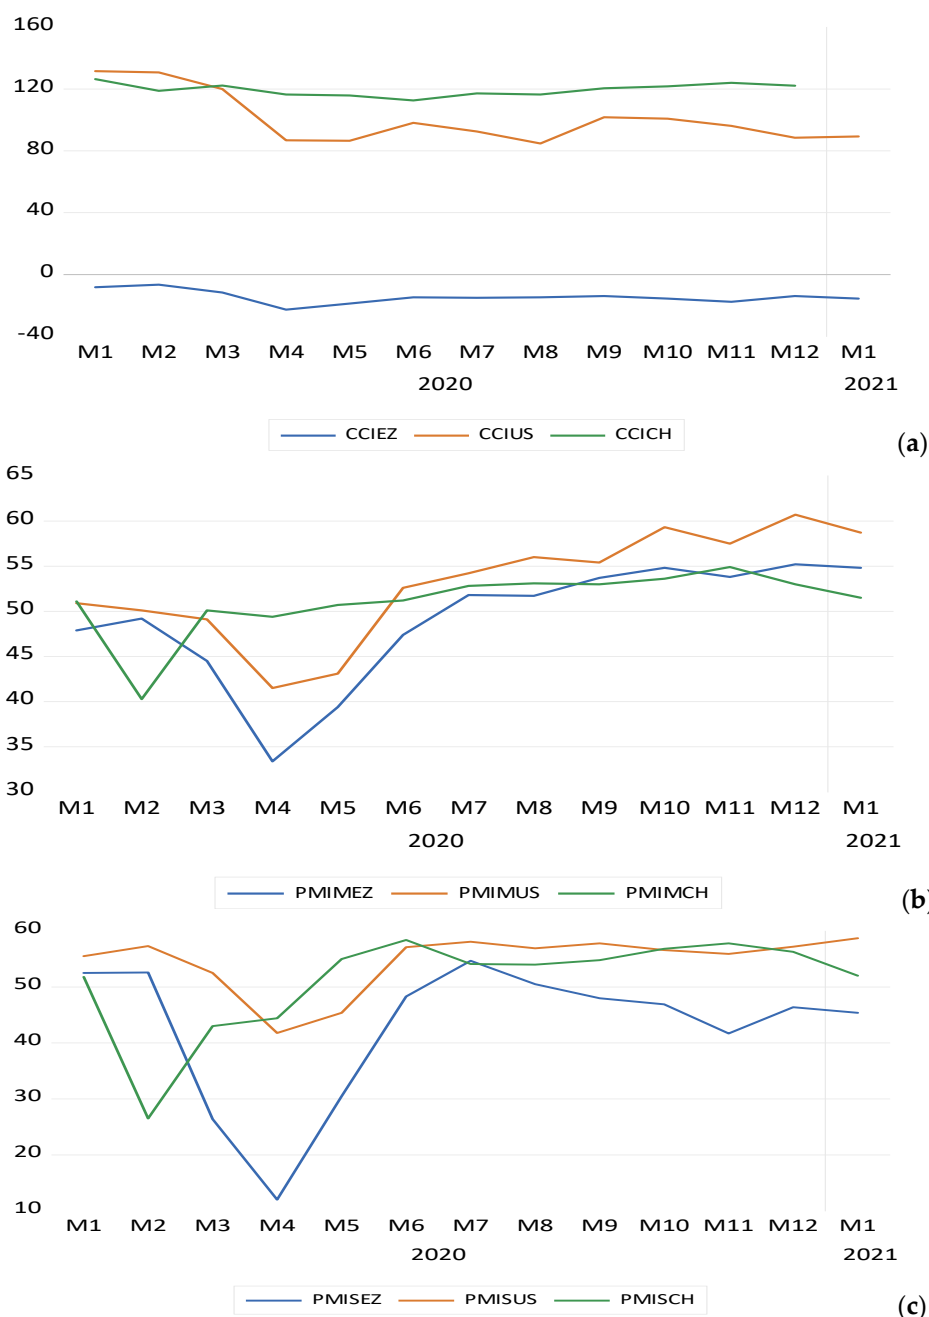 160
120
80
40
0
-40
M1 M2 M3 M4 M5 M6 M7 M8 M9 M10 M11 M12 M1
2020 2021
CCIEZ CCIUS CCICH
(a)
65
60
55
50
45
40
35
30
M1 M2 M3 M4 M5 M6 M7 M8 M9 M10 M11 M12 M1
2020 2021
PMIMEZ PMIMUS PMIMCH
(b)
60
50
40
30
20
10
M1 M2 M3 M4 M5 M6 M7 M8 M9 M10 M11 M12 M1
2020 2021
PMISEZ PMISUS PMISCH
(c)